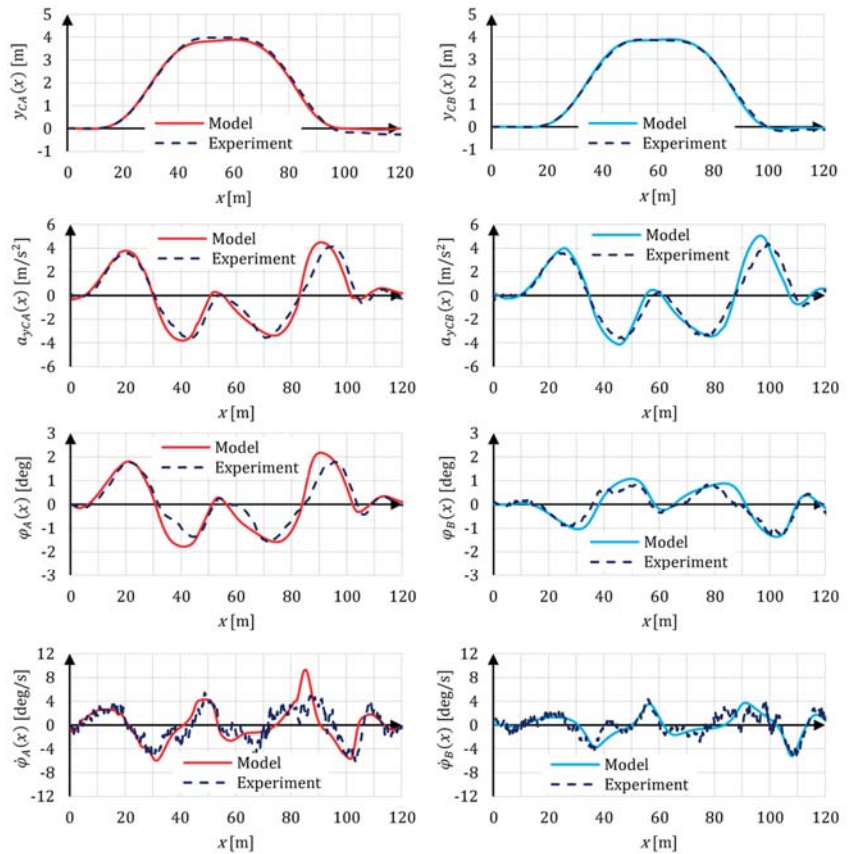 y_CA(x) [m]
5
4
3
2
1
0
-1
Model
Experiment
0 20 40 60 80 100 120
x [m]
y_CB(x) [m]
5
4
3
2
1
0
-1
Model
Experiment
0 20 40 60 80 100 120
x [m]
a_yCA(x) [m/s²]
6
4
2
0
-2
-4
-6
Model
Experiment
0 20 40 60 80 100 120
x [m]
a_yCB(x) [m/s²]
6
4
2
0
-2
-4
-6
Model
Experiment
0 20 40 60 80 100 120
x [m]
φ_A(x) [deg]
3
2
1
0
-1
-2
-3
Model
Experiment
0 20 40 60 80 100 120
x [m]
φ_B(x) [deg]
3
2
1
0
-1
-2
-3
Model
Experiment
0 20 40 60 80 100 120
x [m]
φ̇_A(x) [deg/s]
12
8
4
0
-4
-8
-12
Model
Experiment
0 20 40 60 80 100 120
x [m]
φ̇_B(x) [deg/s]
12
8
4
0
-4
-8
-12
Model
Experiment
0 20 40 60 80 100 120
x [m]